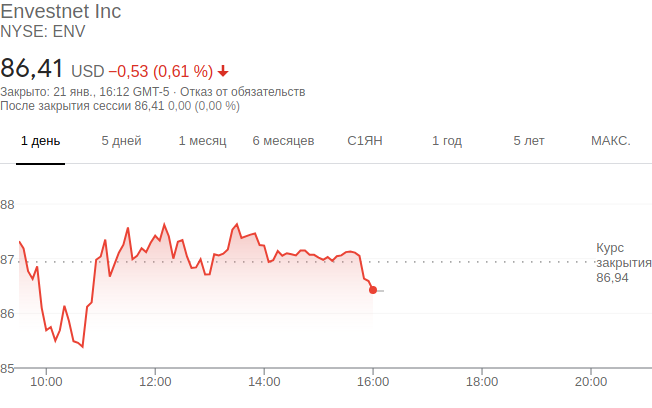 Envestnet Inc
NYSE: ENV
86,41 USD −0,53 (0,61 %)
Закрыто: 21 янв., 16:12 GMT-5 · Отказ от обязательств
После закрытия сессии 86,41 0,00 (0,00 %)
1 день 5 дней 1 месяц 6 месяцев С1ЯН 1 год 5 лет МАКС.
88
87
86
85
Курс
закрытия
86,94
10:00 12:00 14:00 16:00 18:00 20:00